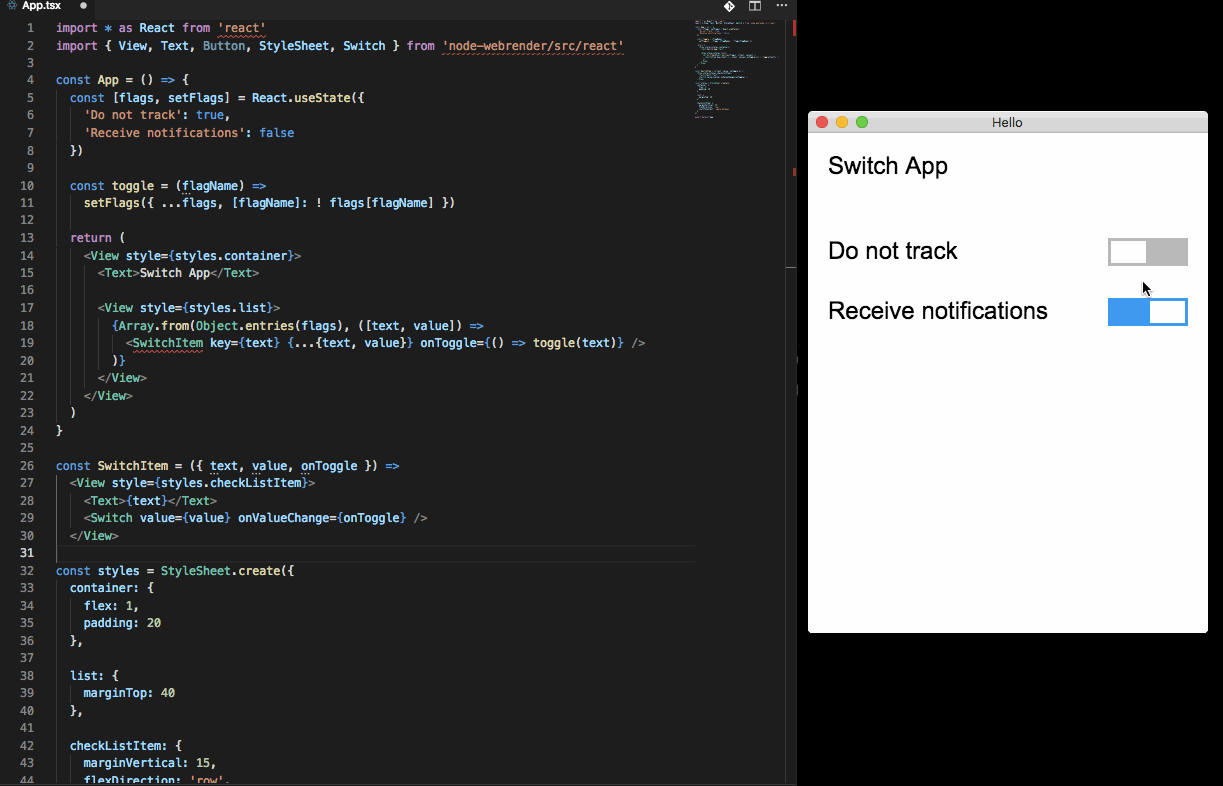 App.tsx
1 import * as React from 'react'
2 import { View, Text, Button, StyleSheet, Switch } from 'node-webrender/src/react'
3
4 const App = () => {
5 const [flags, setFlags] = React.useState({
6 'Do not track': true,
7 'Receive notifications': false
8 })
9
10 const toggle = (flagName) =>
11 setFlags({ ...flags, [flagName]: ! flags[flagName] })
12
13 return (
14 <View style={styles.container}>
15 <Text>Switch App</Text>
16
17 <View style={styles.list}>
18 {Array.from(Object.entries(flags), ([text, value]) =>
19 <SwitchItem key={text} {...{text, value}} onToggle={() => toggle(text)} />
20 )}
21 </View>
22 </View>
23 )
24 }
25
26 const SwitchItem = ({ text, value, onToggle }) =>
27 <View style={styles.checkListItem}>
28 <Text>{text}</Text>
29 <Switch value={value} onValueChange={onToggle} />
30 </View>
31
32 const styles = StyleSheet.create({
33 container: {
34 flex: 1,
35 padding: 20
36 },
37
38 list: {
39 marginTop: 40
40 },
41
42 checkListItem: {
43 marginVertical: 15,
44 flexDirection: 'row',
Hello
Switch App
Do not track
Receive notifications